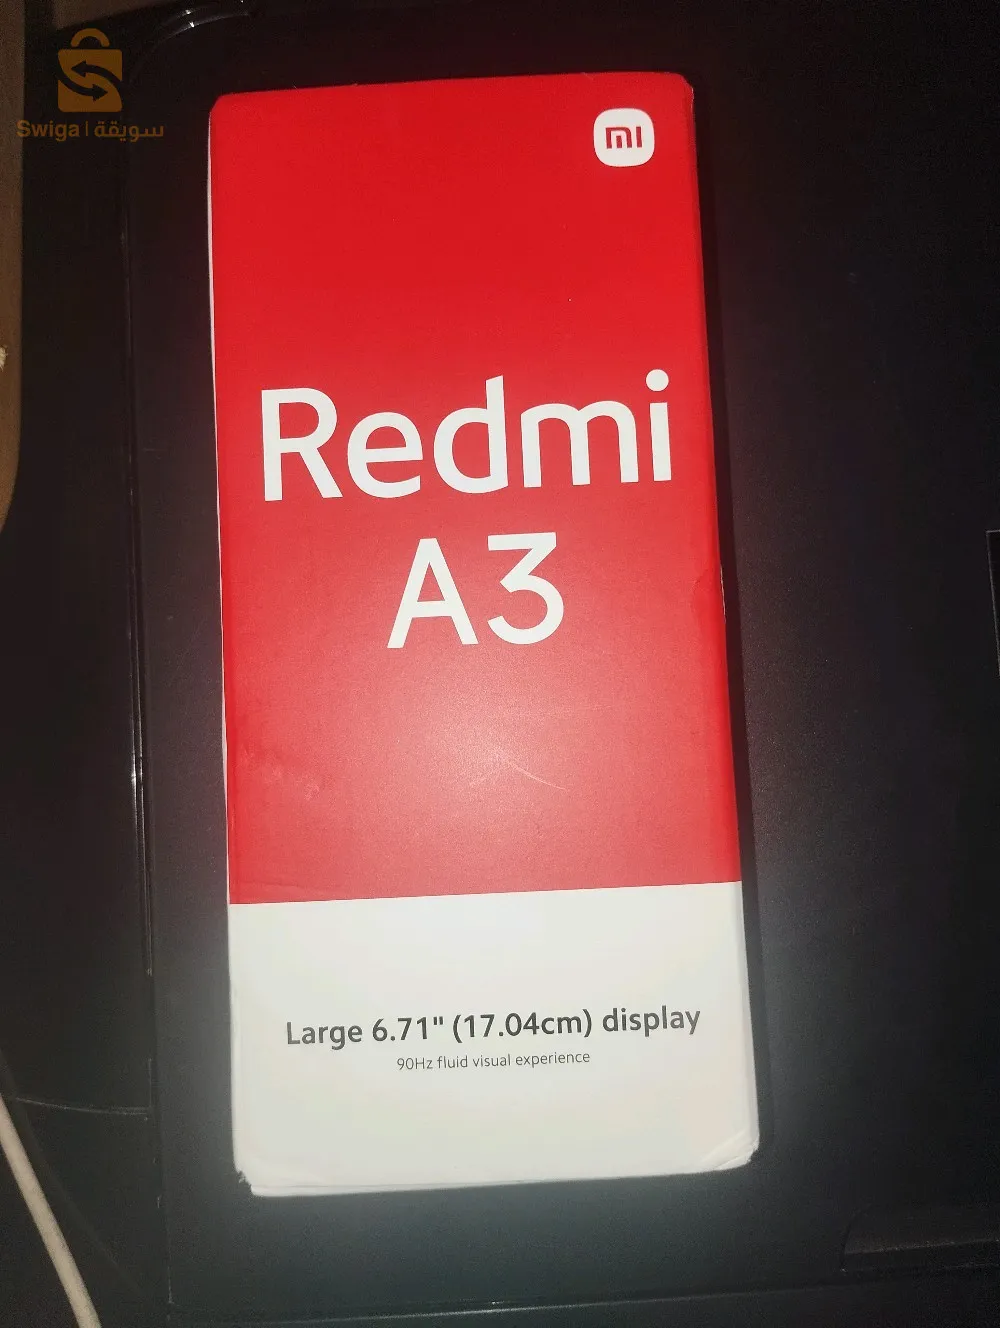 Swiga | سويقة
mi
Redmi
A3
Large 6.71" (17.04cm) display
90Hz fluid visual experience